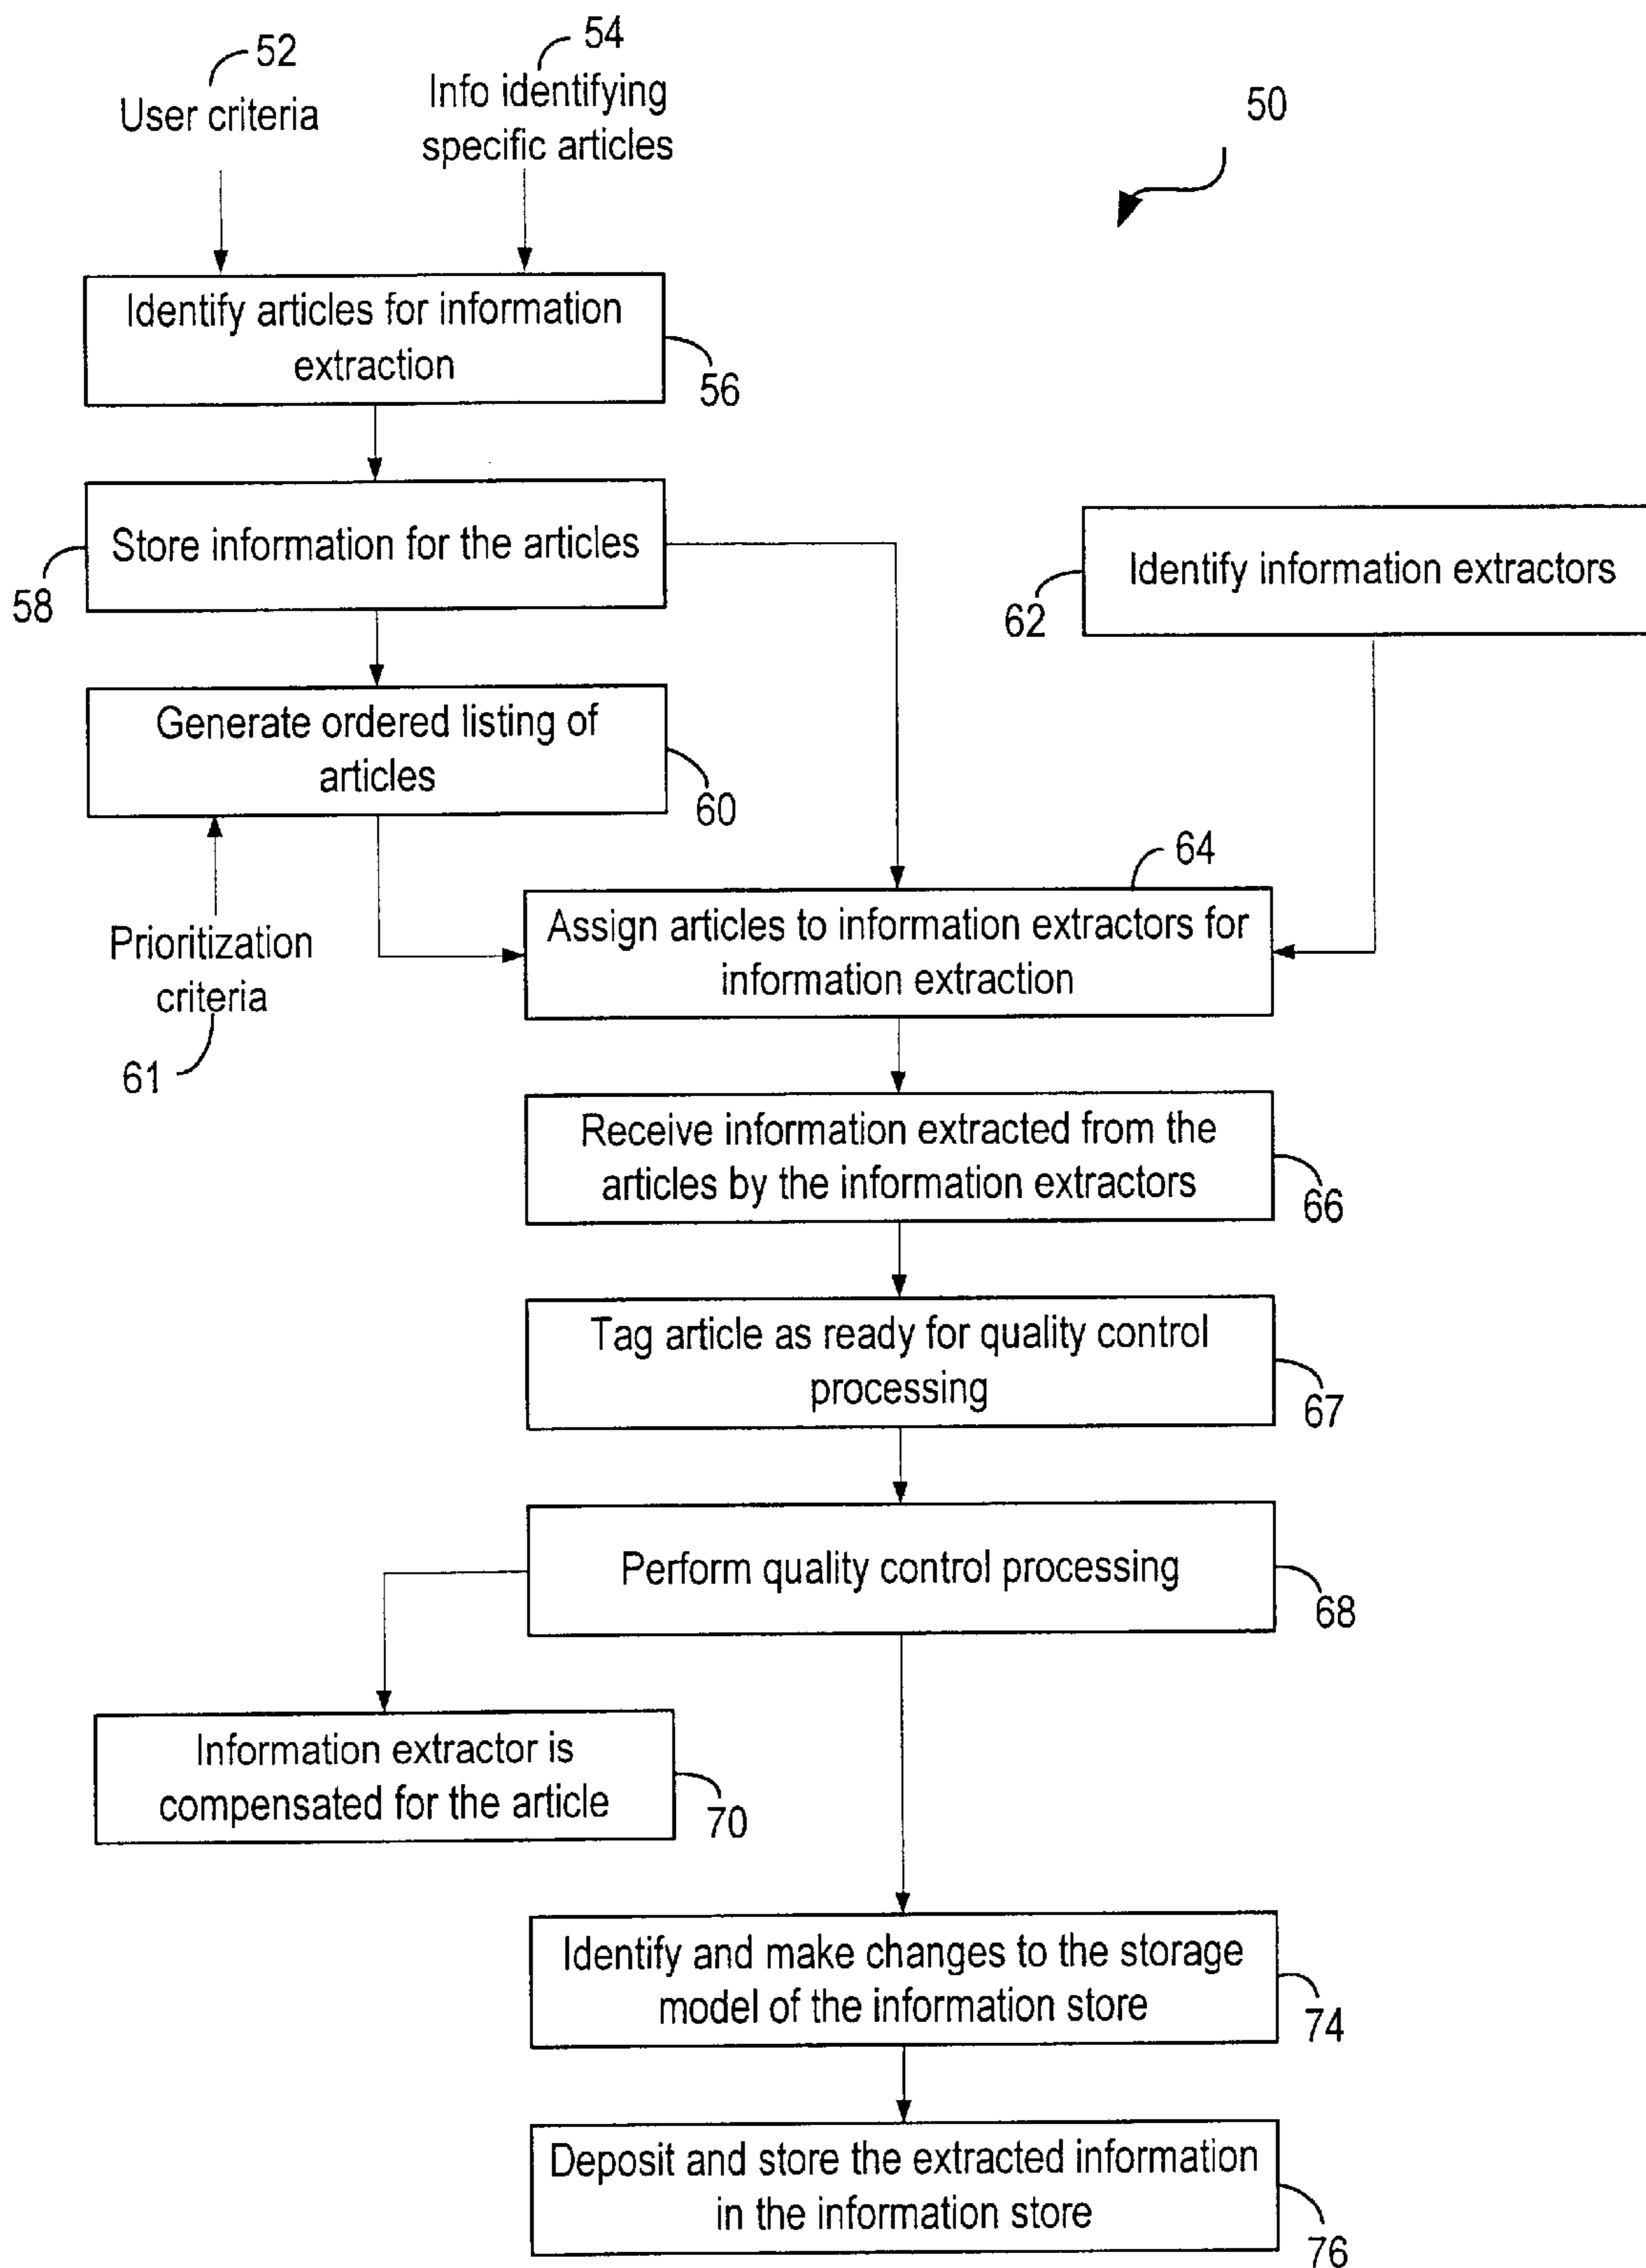 52
User criteria
54
Info identifying
specific articles
50
Identify articles for information
extraction
56
Store information for the articles
58
Identify information extractors
62
Generate ordered listing of
articles
60
Prioritization
criteria
61
64
Assign articles to information extractors for
information extraction
Receive information extracted from the
articles by the information extractors
66
Tag article as ready for quality control
processing
67
Perform quality control processing
68
Information extractor is
compensated for the article
70
Identify and make changes to the storage
model of the information store
74
Deposit and store the extracted information
in the information store
76